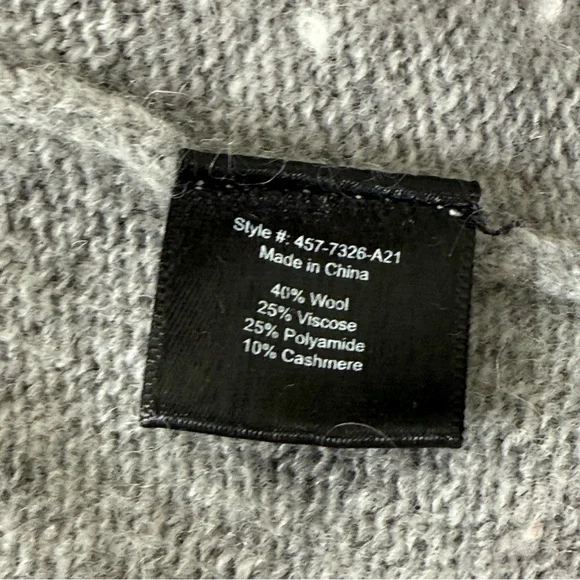 Style #: 457-7326-A21
Made in China
40% Wool
25% Viscose
25% Polyamide
10% Cashmere